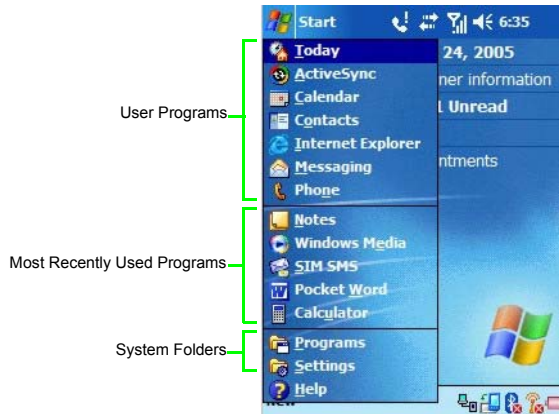 Start 6:35
Today 24, 2005
ActiveSync ner information
Calendar Unread
Contacts
Internet Explorer
Messaging ntments
Phone
User Programs
Notes
Windows Media
SIM SMS
Pocket Word
Calculator
Most Recently Used Programs
Programs
Settings
System Folders
Help